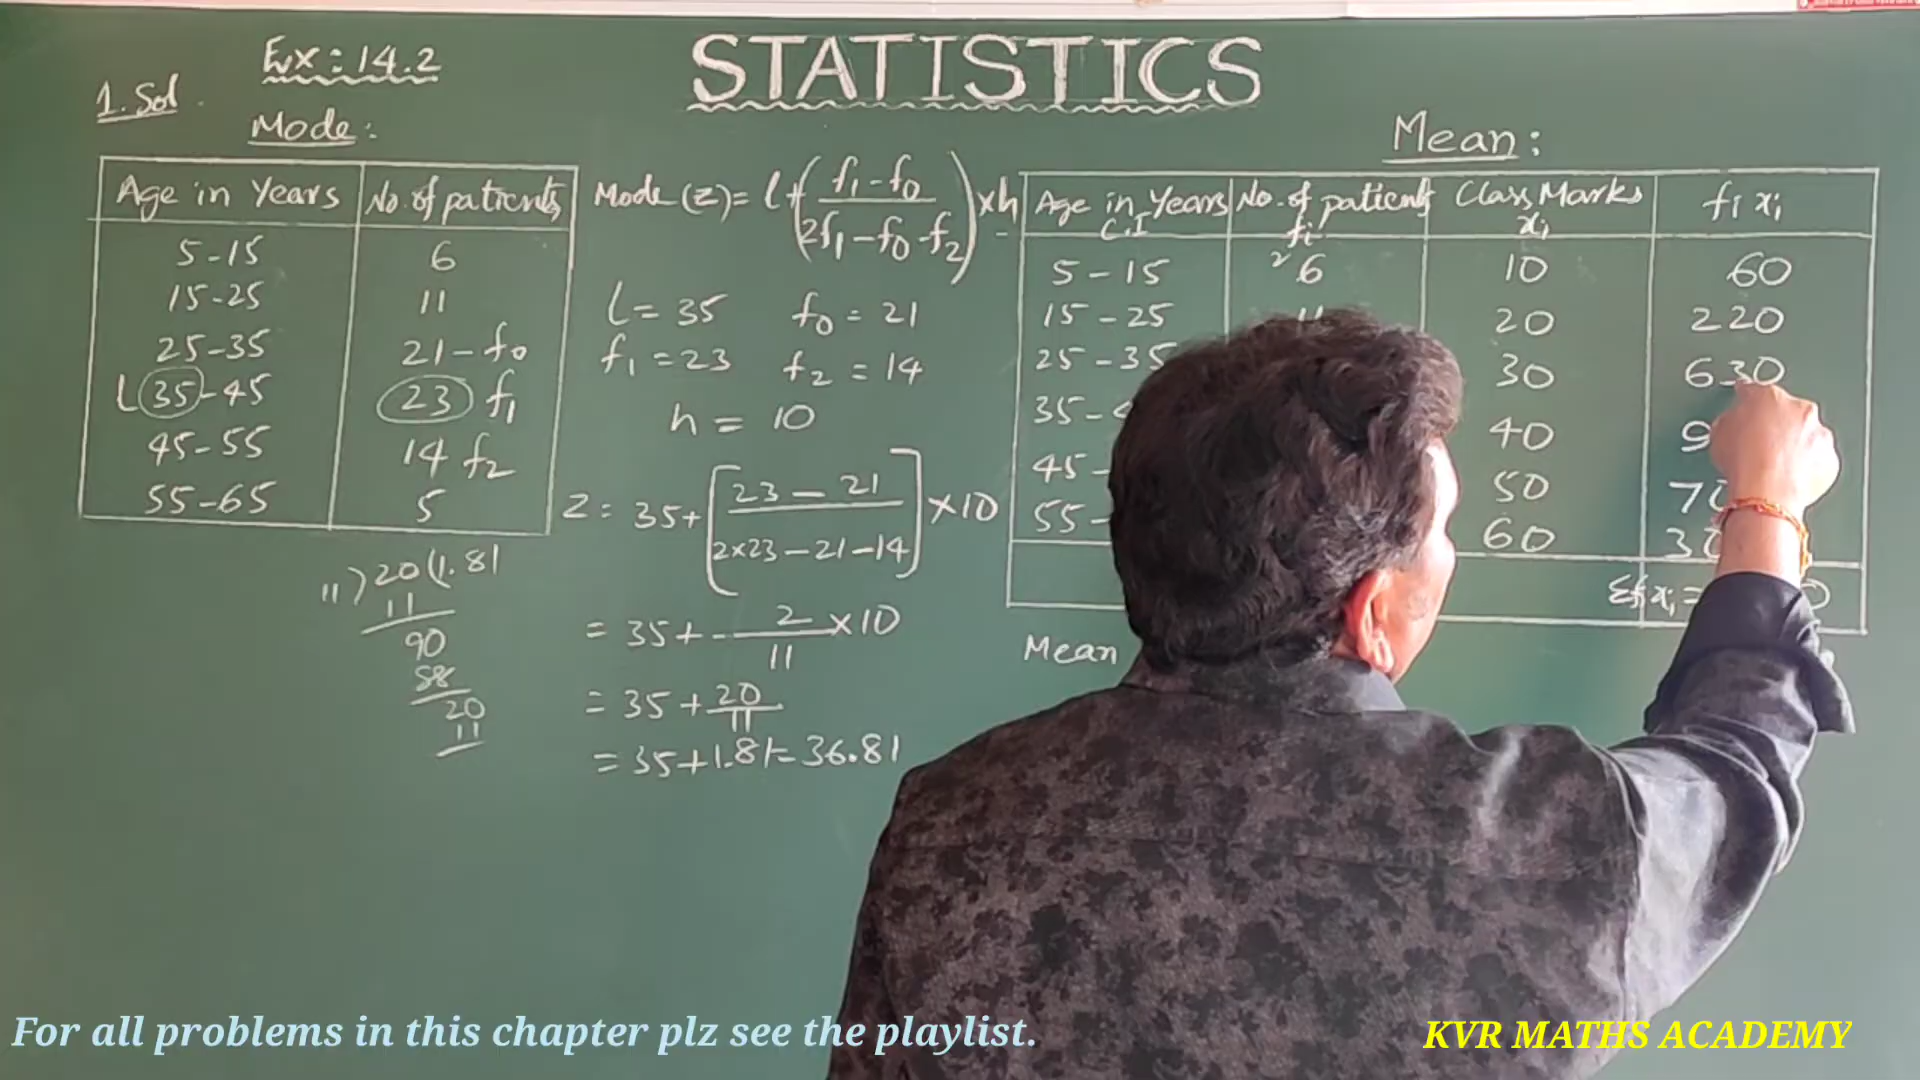 Ex: 14.2
STATISTICS
1. Sol.
Mode:
Age in Years No. of patients
5-15 6
15-25 11
25-35 21-f0
l 35-45 23 f1
45-55 14 f2
55-65 5
11)20(1.81
11
90
88
20
11
Mode (Z)= l+(f1-f0/2f1-f0-f2)×h
l= 35 f0=21
f1=23 f2=14
h = 10
Z= 35+[23-21/2×23-21-14]×10
= 35+ 2/11 ×10
= 35+20/11
= 35+1.81= 36.81
Mean:
Age in Years C.I No. of patients fi Class Marks xi fi xi
5-15 6 10 60
15-25 20 220
25-35 30 630
35- 40
45- 50
55- 60
Σfixi=
Mean
For all problems in this chapter plz see the playlist.
KVR MATHS ACADEMY